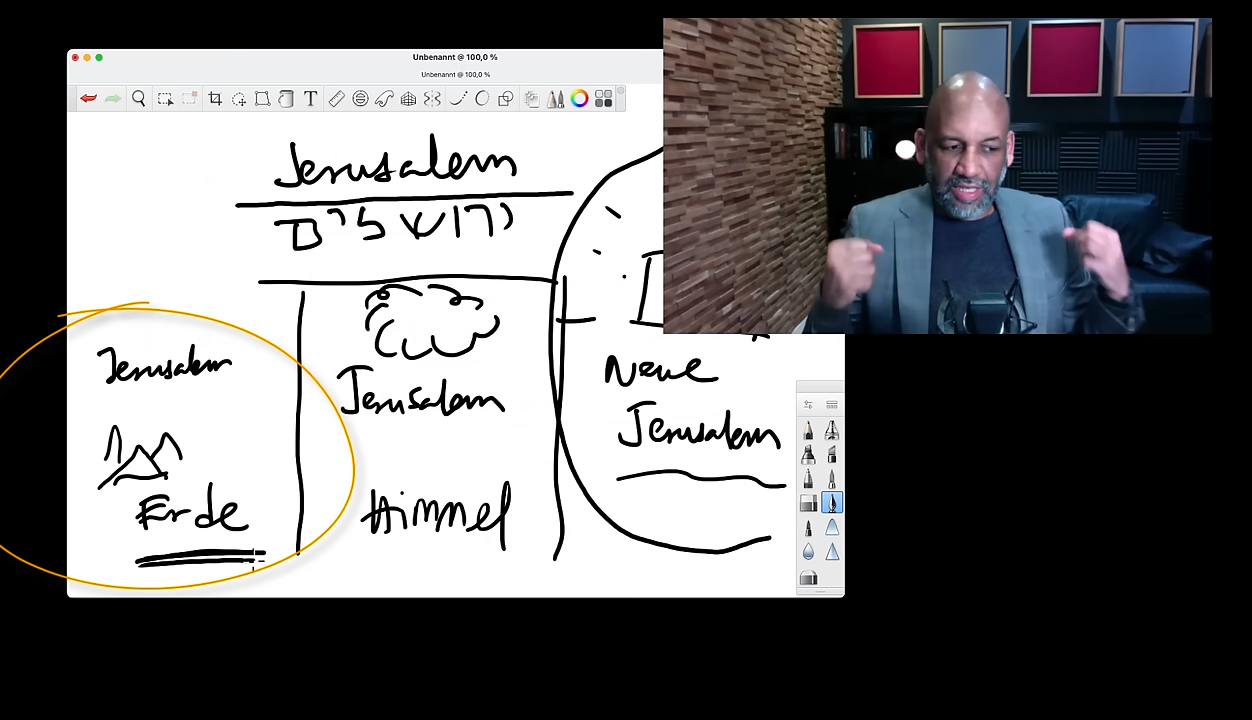 Unbenannt @ 100,0 %
Unbenannt @ 100,0 %
Jerusalem
ירושלים
Jerusalem
Erde
Jerusalem
Himmel
Neue
Jerusalem